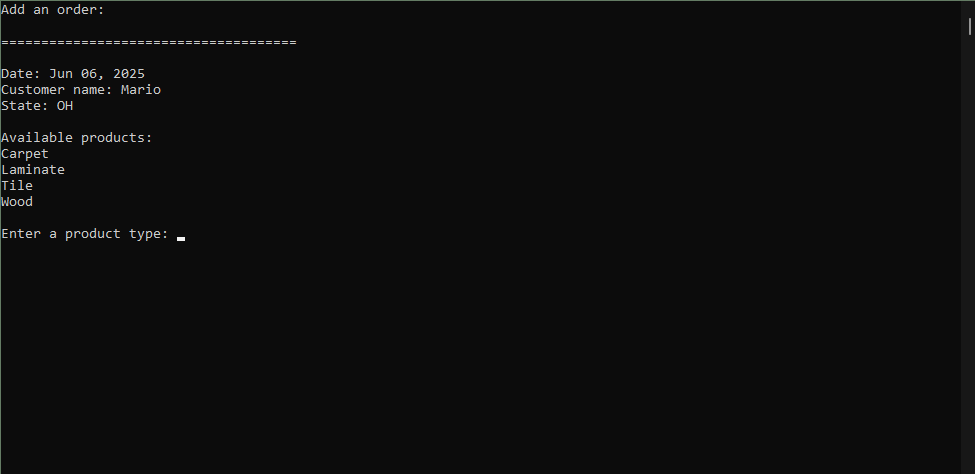 Add an order:
=====================================
Date: Jun 06, 2025
Customer name: Mario
State: OH
Available products:
Carpet
Laminate
Tile
Wood
Enter a product type: